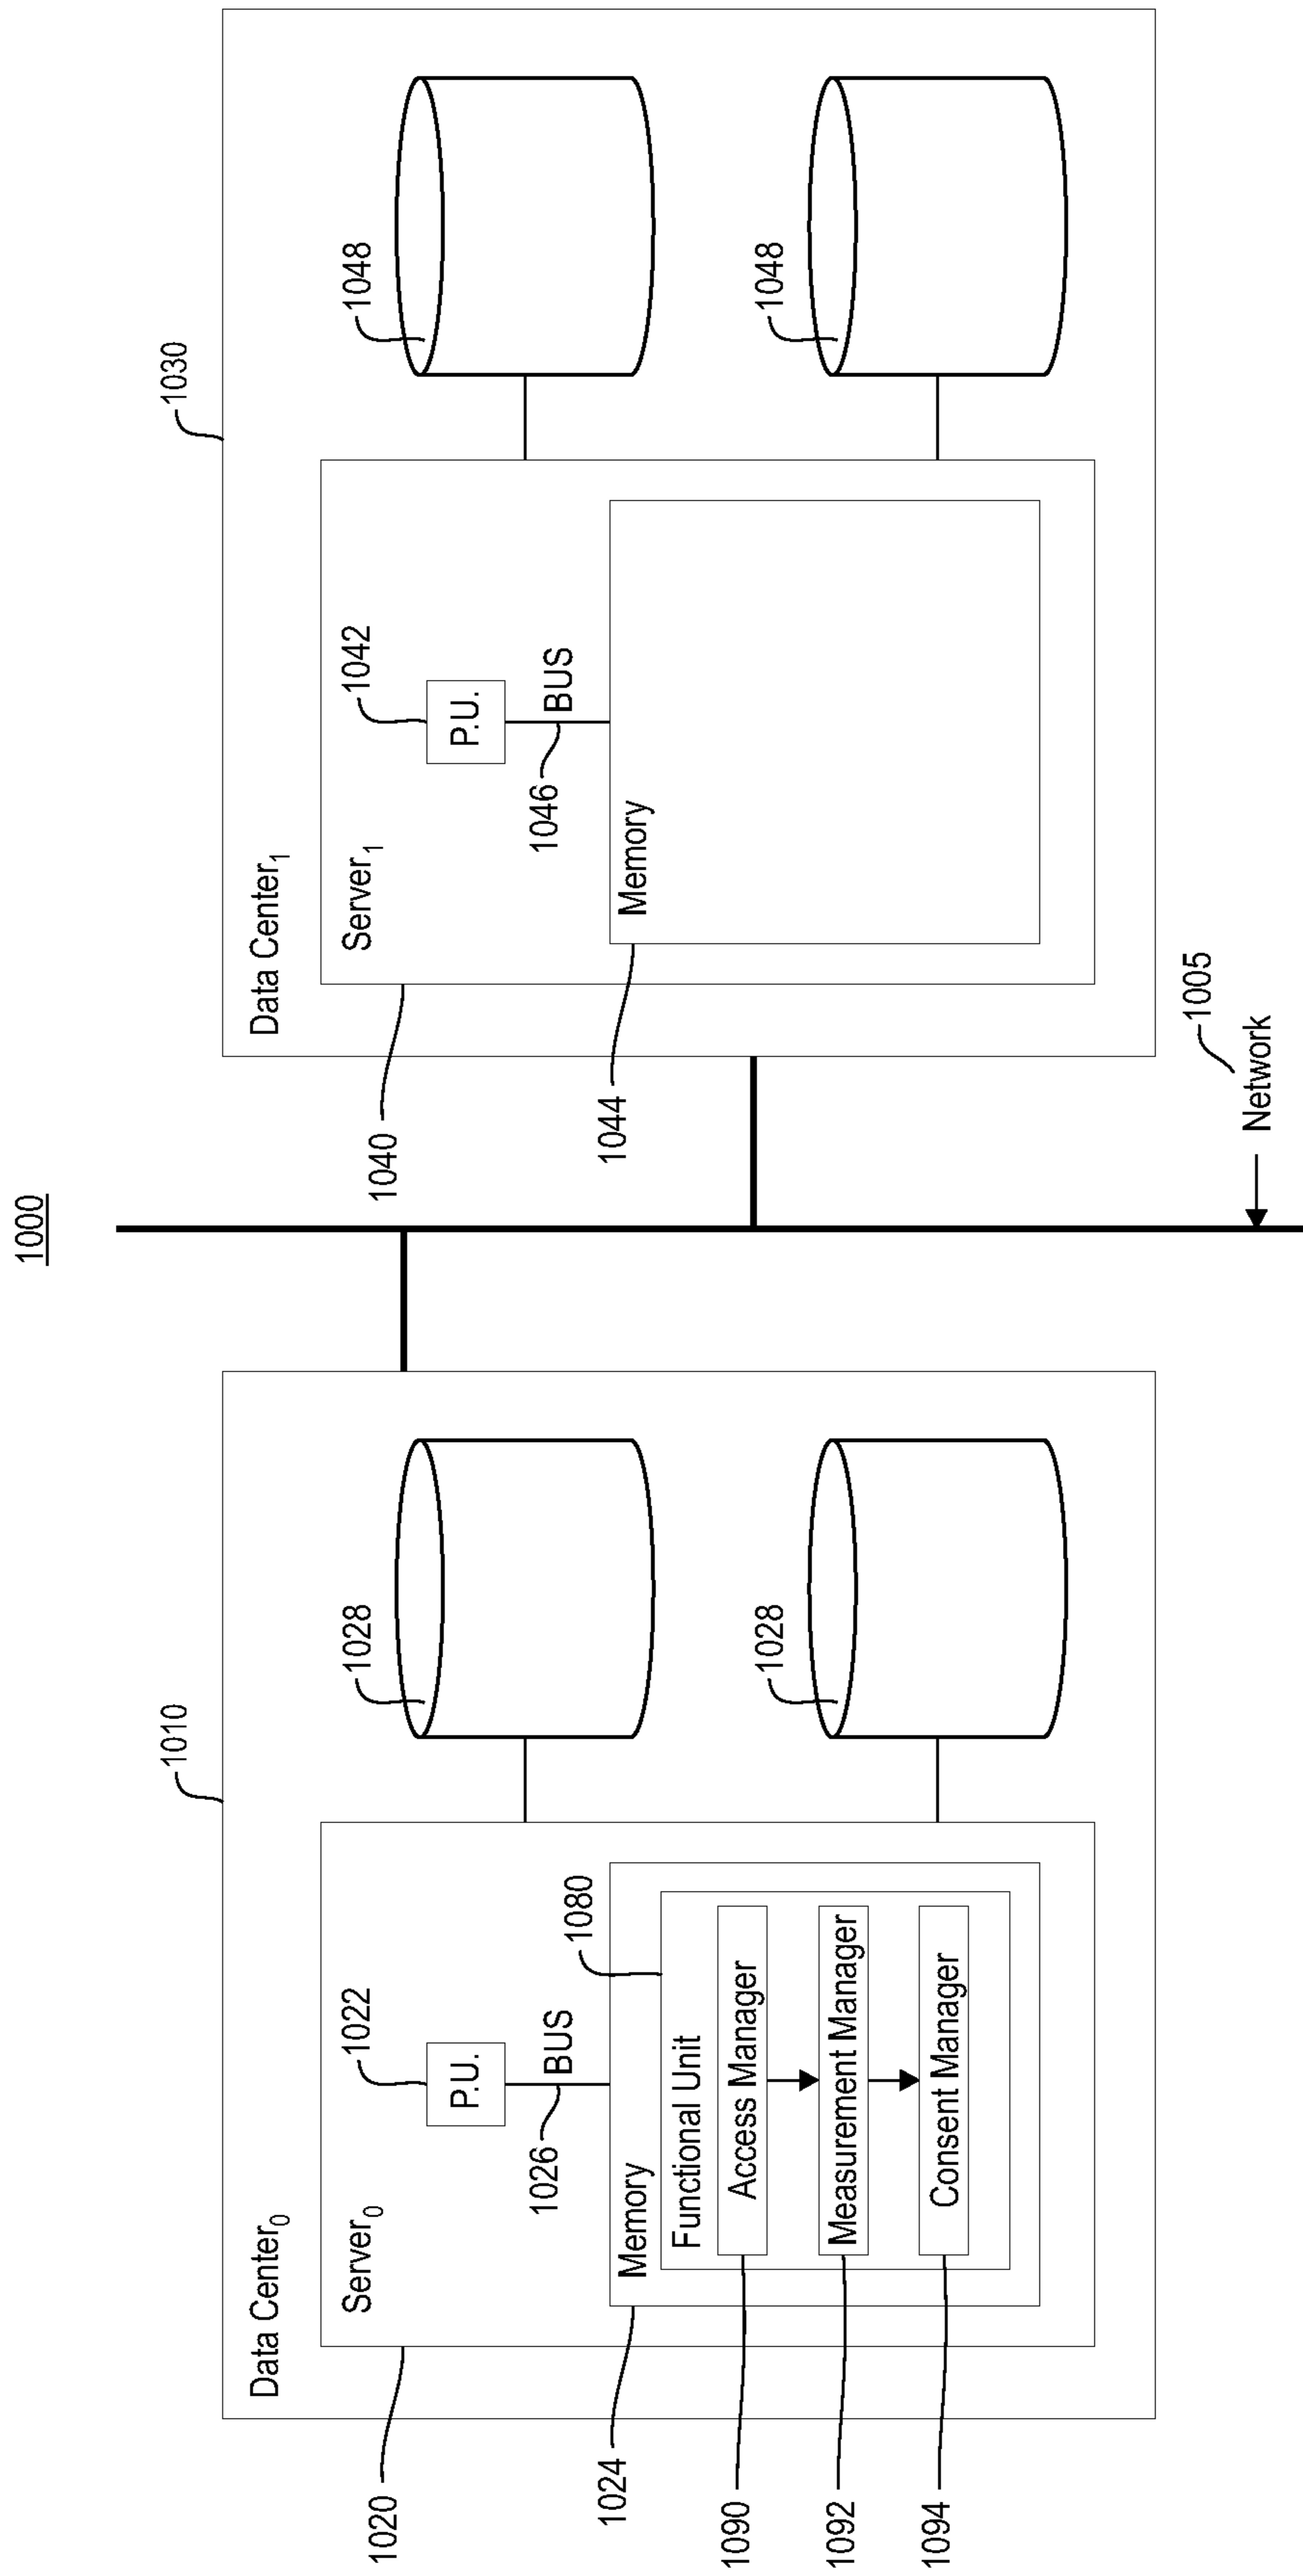 1000
1010
Data Center0
Server0
1020
1022
P.U.
1026
BUS
1024
Memory
1080
Functional Unit
1090
Access Manager
1092
Measurement Manager
1094
Consent Manager
1028
1028
1030
Data Center1
Server1
1040
1042
P.U.
1046
BUS
1044
Memory
1048
1048
1005
Network